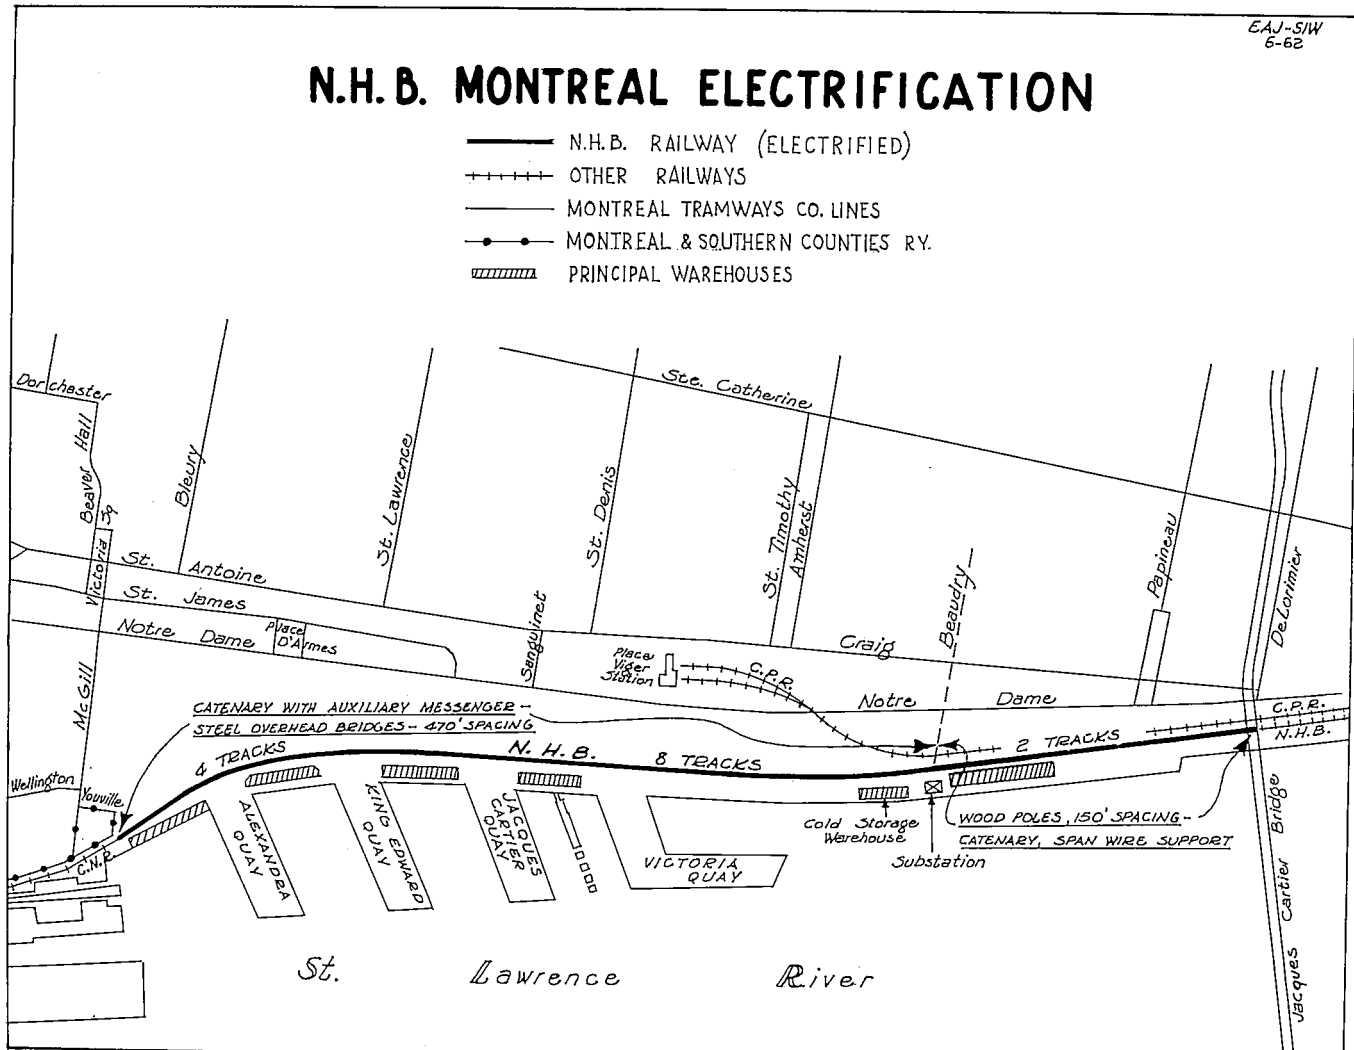 EAJ-SIW
6-62
N.H.B. MONTREAL ELECTRIFICATION
N.H.B. RAILWAY (ELECTRIFIED)
OTHER RAILWAYS
MONTREAL TRAMWAYS CO. LINES
MONTREAL & SOUTHERN COUNTIES RY.
PRINCIPAL WAREHOUSES
Dorchester
Beaver Hall
Victoria Sq
Bleury
St. Lawrence
St. Denis
Ste. Catherine
St. Timothy
Amherst
Beaudry
Papineau
DeLorimier
St. Antoine
St. James
Notre Dame
Place
D'Armes
Sanguinet
Craig
Place
Viger
Station
C.P.R.
Notre Dame
McGill
CATENARY WITH AUXILIARY MESSENGER -
STEEL OVERHEAD BRIDGES - 470' SPACING
4 TRACKS
N.H.B.
8 TRACKS
2 TRACKS
C.P.R.
N.H.B.
Wellington
Youville
C.N.R.
ALEXANDRA
QUAY
KING EDWARD
QUAY
JACQUES
CARTIER
QUAY
VICTORIA
QUAY
Cold Storage
Warehouse
Substation
WOOD POLES, 150' SPACING -
CATENARY, SPAN WIRE SUPPORT
Jacques Cartier Bridge
St. Lawrence River